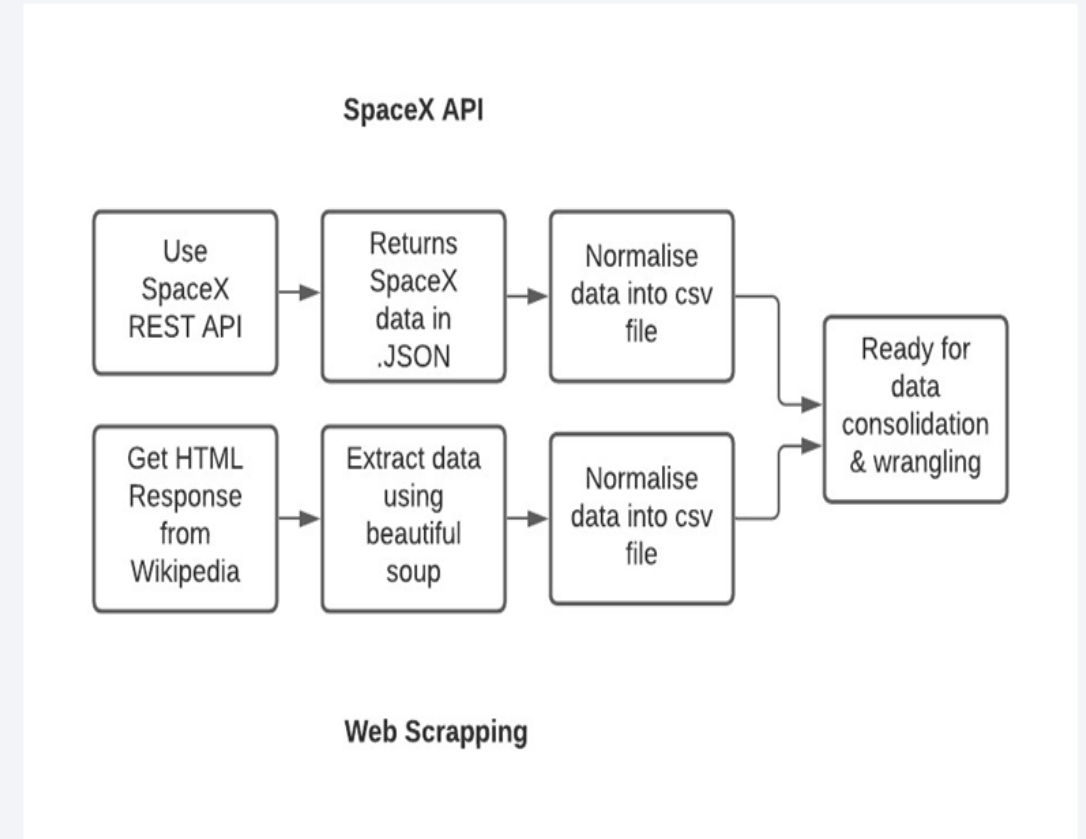 SpaceX API
Use
SpaceX
REST API
Returns
SpaceX
data in
.JSON
Normalise
data into csv
file
Ready for
data
consolidation
& wrangling
Get HTML
Response
from
Wikipedia
Extract data
using
beautiful
soup
Normalise
data into csv
file
Web Scrapping